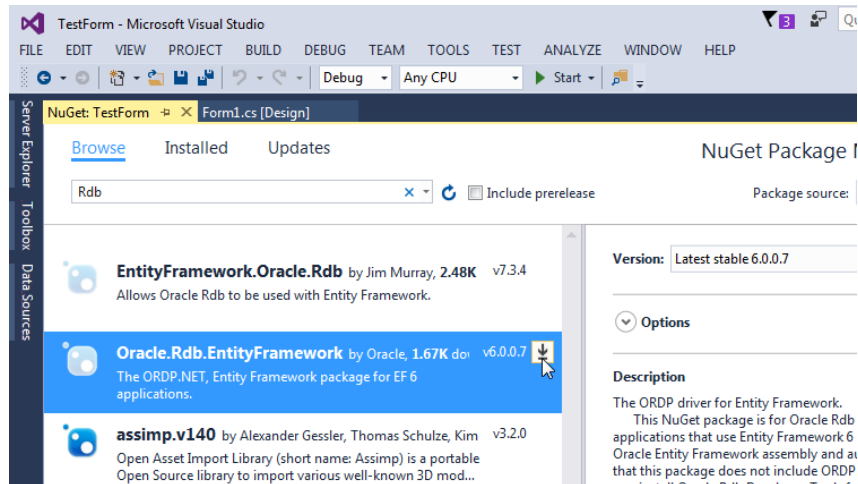 TestForm - Microsoft Visual Studio
3
FILE EDIT VIEW PROJECT BUILD DEBUG TEAM TOOLS TEST ANALYZE WINDOW HELP
Debug Any CPU Start
Server Explorer
Toolbox
Data Sources
NuGet: TestForm Form1.cs [Design]
Browse Installed Updates
NuGet Package
Rdb
Include prerelease
Package source:
EntityFramework.Oracle.Rdb by Jim Murray, 2.48K v7.3.4
Allows Oracle Rdb to be used with Entity Framework.
Oracle.Rdb.EntityFramework by Oracle, 1.67K v6.0.0.7
The ORDP.NET, Entity Framework package for EF 6
applications.
assimp.v140 by Alexander Gessler, Thomas Schulze, Kim v3.2.0
Open Asset Import Library (short name: Assimp) is a portable
Open Source library to import various well-known 3D mod...
Version: Latest stable 6.0.0.7
Options
Description
The ORDP driver for Entity Framework.
This NuGet package is for Oracle Rdb
applications that use Entity Framework 6
Oracle Entity Framework assembly and
that this package does not include ORDP